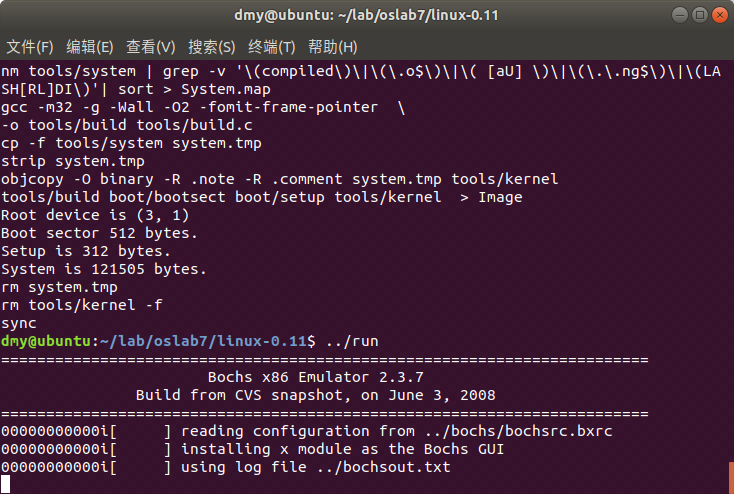 dmy@ubuntu: ~/lab/oslab7/linux-0.11
文件(F) 编辑(E) 查看(V) 搜索(S) 终端(T) 帮助(H)
nm tools/system | grep -v '\(compiled\)\|\(\.o$\)\|\( [aU] \)\|\(\.\.ng$\)\|\(LA
SH[RL]DI\)'| sort > System.map
gcc -m32 -g -Wall -O2 -fomit-frame-pointer  \
-o tools/build tools/build.c
cp -f tools/system system.tmp
strip system.tmp
objcopy -O binary -R .note -R .comment system.tmp tools/kernel
tools/build boot/bootsect boot/setup tools/kernel  > Image
Root device is (3, 1)
Boot sector 512 bytes.
Setup is 312 bytes.
System is 121505 bytes.
rm system.tmp
rm tools/kernel -f
sync
dmy@ubuntu:~/lab/oslab7/linux-0.11$ ../run
========================================================================
                       Bochs x86 Emulator 2.3.7
               Build from CVS snapshot, on June 3, 2008
========================================================================
00000000000i[     ] reading configuration from ../bochs/bochsrc.bxrc
00000000000i[     ] installing x module as the Bochs GUI
00000000000i[     ] using log file ../bochsout.txt